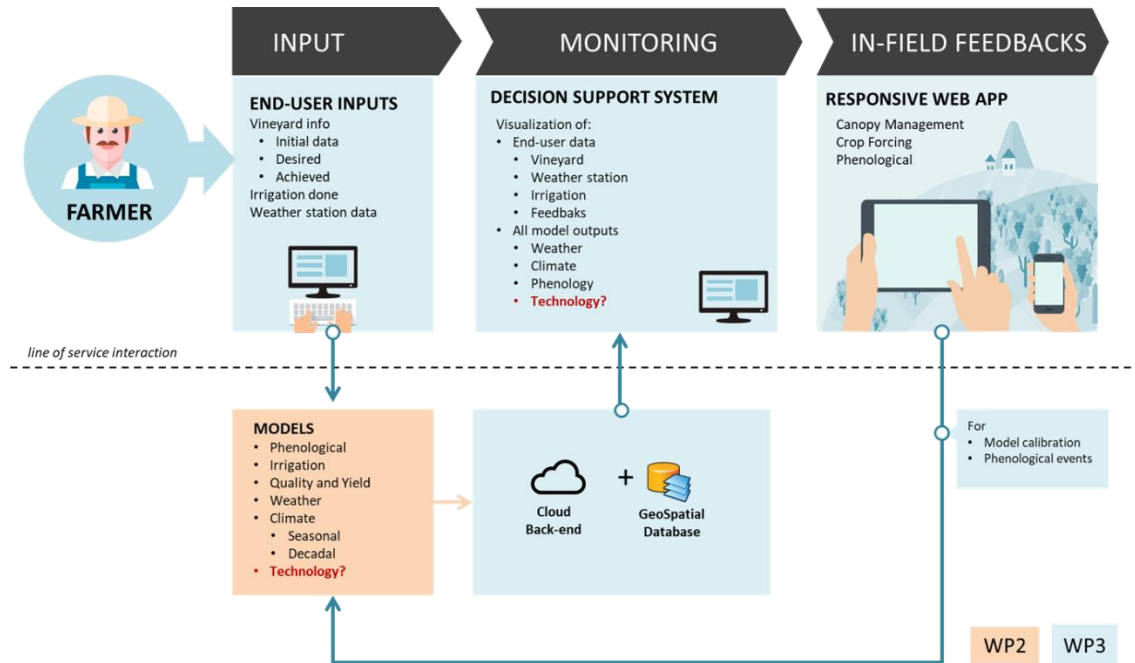 INPUT
MONITORING
IN-FIELD FEEDBACKS
FARMER
END-USER INPUTS
Vineyard info
• Initial data
• Desired
• Achieved
Irrigation done
Weather station data
DECISION SUPPORT SYSTEM
Visualization of:
• End-user data
• Vineyard
• Weather station
• Irrigation
• Feedbaks
• All model outputs
• Weather
• Climate
• Phenology
• Technology?
RESPONSIVE WEB APP
Canopy Management
Crop Forcing
Phenological
line of service interaction
MODELS
• Phenological
• Irrigation
• Quality and Yield
• Weather
• Climate
• Seasonal
• Decadal
• Technology?
Cloud
Back-end
+
GeoSpatial
Database
For
• Model calibration
• Phenological events
WP2
WP3